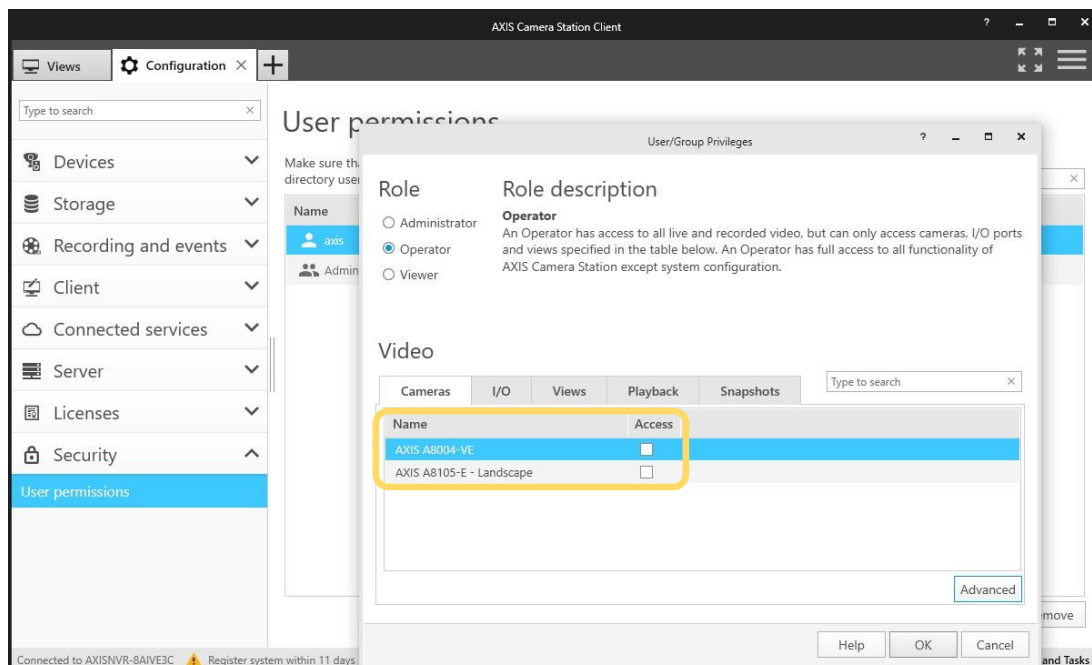 AXIS Camera Station Client
?
Views
Configuration
Type to search
Devices
Storage
Recording and events
Client
Connected services
Server
Licenses
Security
User permissions
User permissions
Make sure tha
directory user
Name
axis
Admin
User/Group Privileges
?
Role
Administrator
Operator
Viewer
Role description
Operator
An Operator has access to all live and recorded video, but can only access cameras, I/O ports
and views specified in the table below. An Operator has full access to all functionality of
AXIS Camera Station except system configuration.
Video
Cameras I/O Views Playback Snapshots
Type to search
Name Access
AXIS A8004-VE
AXIS A8105-E - Landscape
Advanced
Help OK Cancel
move
Connected to AXISNVR-8AIVE3C Register system within 11 days
and Tasks